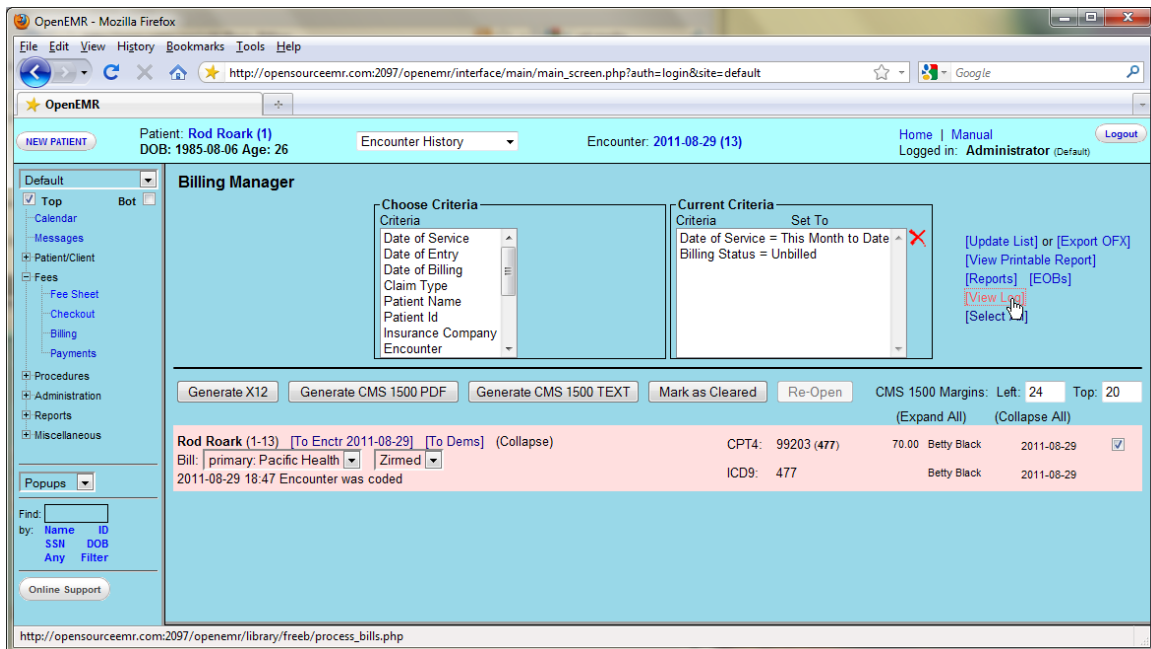 OpenEMR - Mozilla Firefox
File Edit View History Bookmarks Tools Help
http://opensourceemr.com:2097/openemr/interface/main/main_screen.php?auth=login&site=default
Google
OpenEMR
NEW PATIENT
Patient: Rod Roark (1)
DOB: 1985-08-06 Age: 26
Encounter History
Encounter: 2011-08-29 (13)
Home | Manual
Logged in: Administrator (Default)
Logout
Default
Top Bot
Calendar
Messages
Patient/Client
Fees
Fee Sheet
Checkout
Billing
Payments
Procedures
Administration
Reports
Miscellaneous
Popups
Find:
by: Name ID
SSN DOB
Any Filter
Online Support
Billing Manager
Choose Criteria
Criteria
Date of Service
Date of Entry
Date of Billing
Claim Type
Patient Name
Patient Id
Insurance Company
Encounter
Current Criteria
Criteria Set To
Date of Service = This Month to Date
Billing Status = Unbilled
[Update List] or [Export OFX]
[View Printable Report]
[Reports] [EOBs]
[View Log]
[Select All]
Generate X12 Generate CMS 1500 PDF Generate CMS 1500 TEXT Mark as Cleared Re-Open CMS 1500 Margins: Left: 24 Top: 20
(Expand All) (Collapse All)
Rod Roark (1-13) [To Enctr 2011-08-29] [To Dems] (Collapse) CPT4: 99203 (477) 70.00 Betty Black 2011-08-29
Bill: primary: Pacific Health Zirmed
ICD9: 477 Betty Black 2011-08-29
2011-08-29 18:47 Encounter was coded
http://opensourceemr.com:2097/openemr/library/freeb/process_bills.php